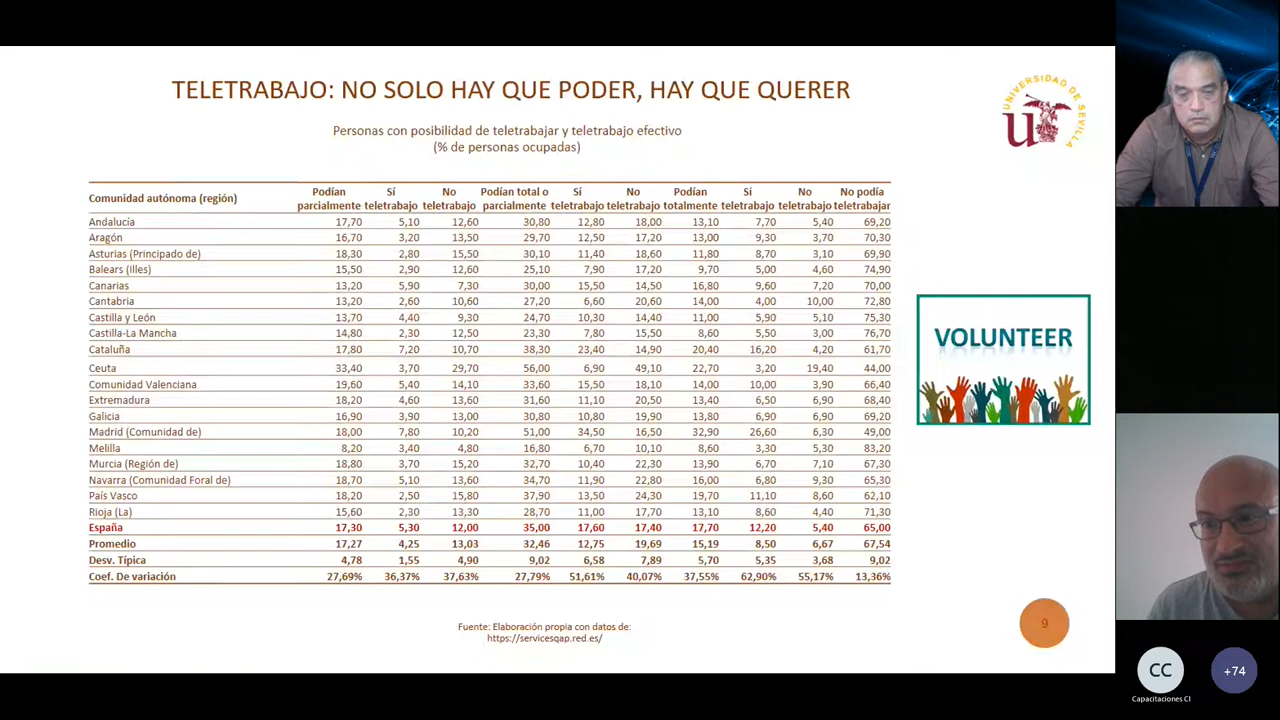 TELETRABAJO: NO SOLO HAY QUE PODER, HAY QUE QUERER
UNIVERSIDAD DE SEVILLA
Personas con posibilidad de teletrabajar y teletrabajo efectivo
(% de personas ocupadas)
Comunidad autónoma (región) Podían parcialmente Sí teletrabajo No teletrabajo Podían total o parcialmente Sí teletrabajo No teletrabajo Podían totalmente Sí teletrabajo No teletrabajo No podía teletrabajar
Andalucía 17,70 5,10 12,60 30,80 12,80 18,00 13,10 7,70 5,40 69,20
Aragón 16,70 3,20 13,50 29,70 12,50 17,20 13,00 9,30 3,70 70,30
Asturias (Principado de) 18,30 2,80 15,50 30,10 11,40 18,60 11,80 8,70 3,10 69,90
Balears (Illes) 15,50 2,90 12,60 25,10 7,90 17,20 9,70 5,00 4,60 74,90
Canarias 13,20 5,90 7,30 30,00 15,50 14,50 16,80 9,60 7,20 70,00
Cantabria 13,20 2,60 10,60 27,20 6,60 20,60 14,00 4,00 10,00 72,80
Castilla y León 13,70 4,40 9,30 24,70 10,30 14,40 11,00 5,90 5,10 75,30
Castilla-La Mancha 14,80 2,30 12,50 23,30 7,80 15,50 8,60 5,50 3,00 76,70
Cataluña 17,80 7,20 10,70 38,30 23,40 14,90 20,40 16,20 4,20 61,70
Ceuta 33,40 3,70 29,70 56,00 6,90 49,10 22,70 3,20 19,40 44,00
Comunidad Valenciana 19,60 5,40 14,10 33,60 15,50 18,10 14,00 10,00 3,90 66,40
Extremadura 18,20 4,60 13,60 31,60 11,10 20,50 13,40 6,50 6,90 68,40
Galicia 16,90 3,90 13,00 30,80 10,80 19,90 13,80 6,90 6,90 69,20
Madrid (Comunidad de) 18,00 7,80 10,20 51,00 34,50 16,50 32,90 26,60 6,30 49,00
Melilla 8,20 3,40 4,80 16,80 6,70 10,10 8,60 3,30 5,30 83,20
Murcia (Región de) 18,80 3,70 15,20 32,70 10,40 22,30 13,90 6,70 7,10 67,30
Navarra (Comunidad Foral de) 18,70 5,10 13,60 34,70 11,90 22,80 16,00 6,80 9,30 65,30
País Vasco 18,20 2,50 15,80 37,90 13,50 24,30 19,70 11,10 8,60 62,10
Rioja (La) 15,60 2,30 13,30 28,70 11,00 17,70 13,10 8,60 4,40 71,30
España 17,30 5,30 12,00 35,00 17,60 17,40 17,70 12,20 5,40 65,00
Promedio 17,27 4,25 13,03 32,46 12,75 19,69 15,19 8,50 6,67 67,54
Desv. Típica 4,78 1,55 4,90 9,02 6,58 7,89 5,70 5,35 3,68 9,02
Coef. De variación 27,69% 36,37% 37,63% 27,79% 51,61% 40,07% 37,55% 62,90% 55,17% 13,36%
VOLUNTEER
Fuente: Elaboración propia con datos de:
https://servicesqap.red.es/
9
CC
Capacitaciones CI
+74